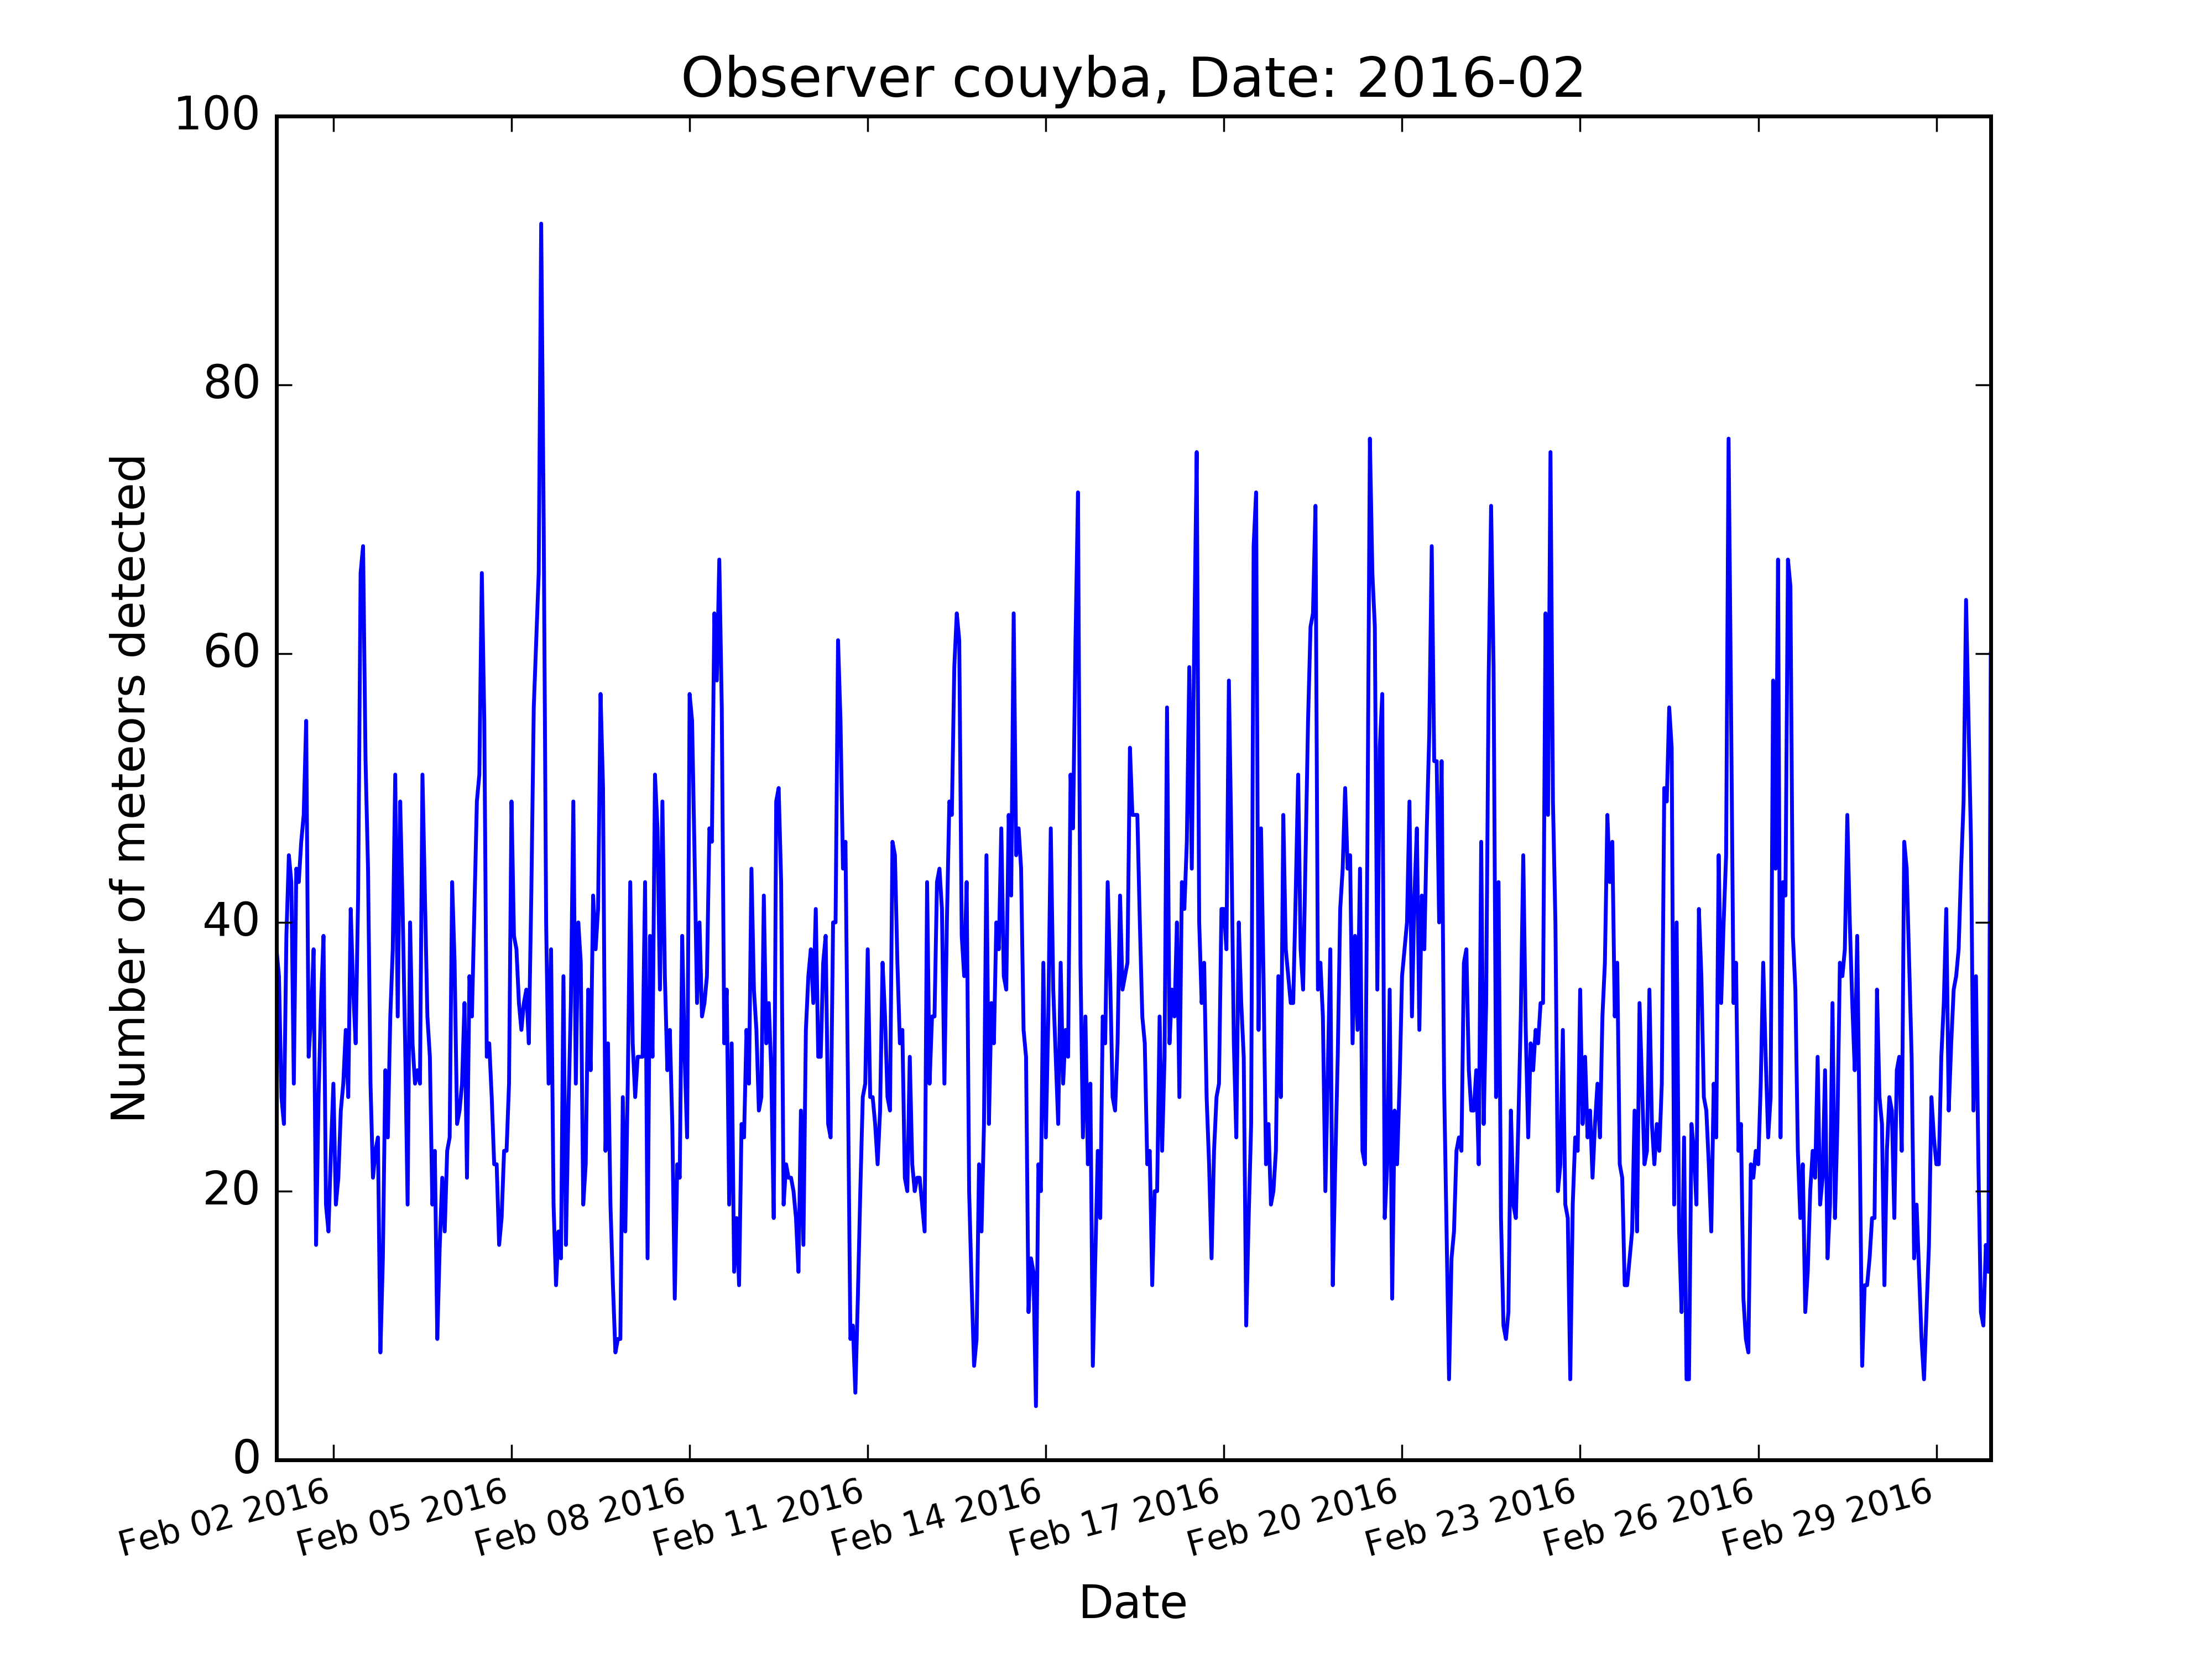 Observer couyba, Date: 2016-02
100
80
60
40
20
0
Number of meteors detected
Feb 02 2016
Feb 05 2016
Feb 08 2016
Feb 11 2016
Feb 14 2016
Feb 17 2016
Feb 20 2016
Feb 23 2016
Feb 26 2016
Feb 29 2016
Date